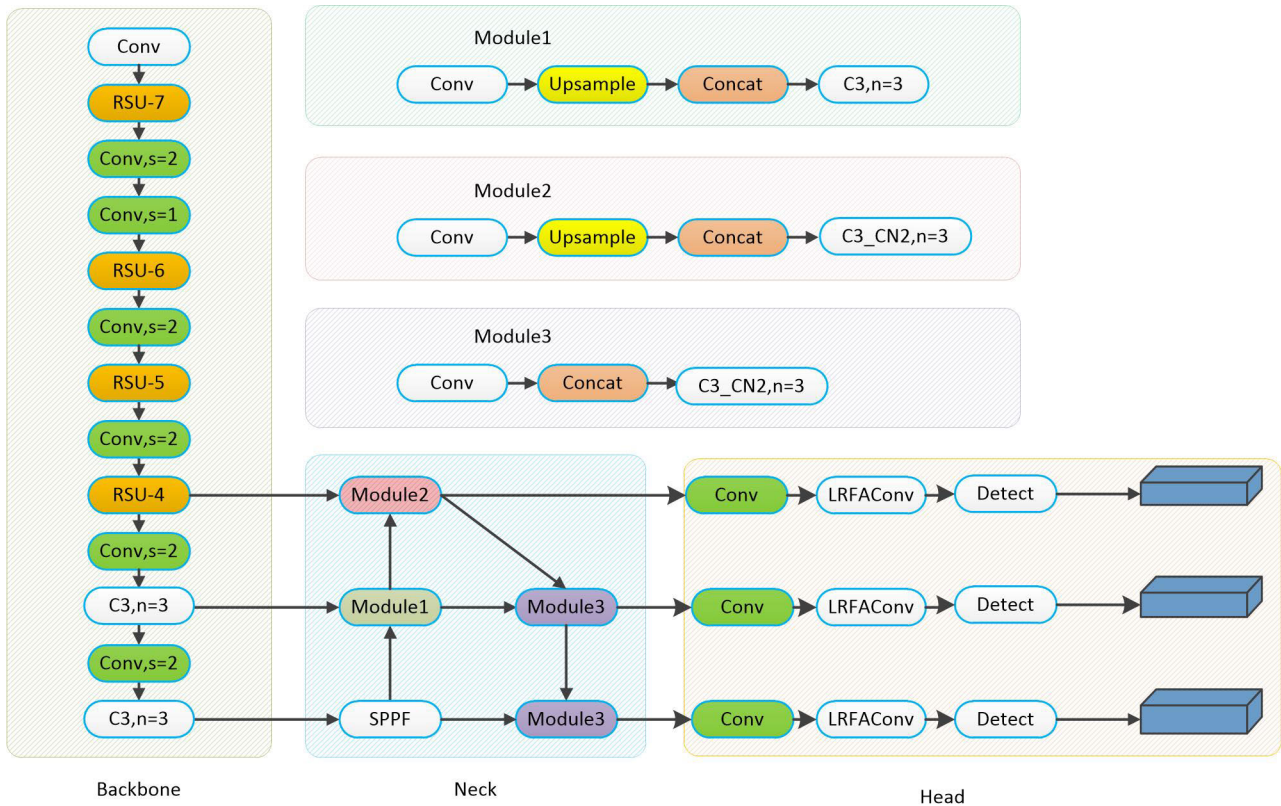 Conv
RSU-7
Conv,s=2
Conv,s=1
RSU-6
Conv,s=2
RSU-5
Conv,s=2
RSU-4
Conv,s=2
C3,n=3
Conv,s=2
C3,n=3
Backbone
Module1
Conv Upsample Concat C3,n=3
Module2
Conv Upsample Concat C3_CN2,n=3
Module3
Conv Concat C3_CN2,n=3
Module2
Module1 Module3
SPPF Module3
Neck
Conv LRFAConv Detect
Conv LRFAConv Detect
Conv LRFAConv Detect
Head